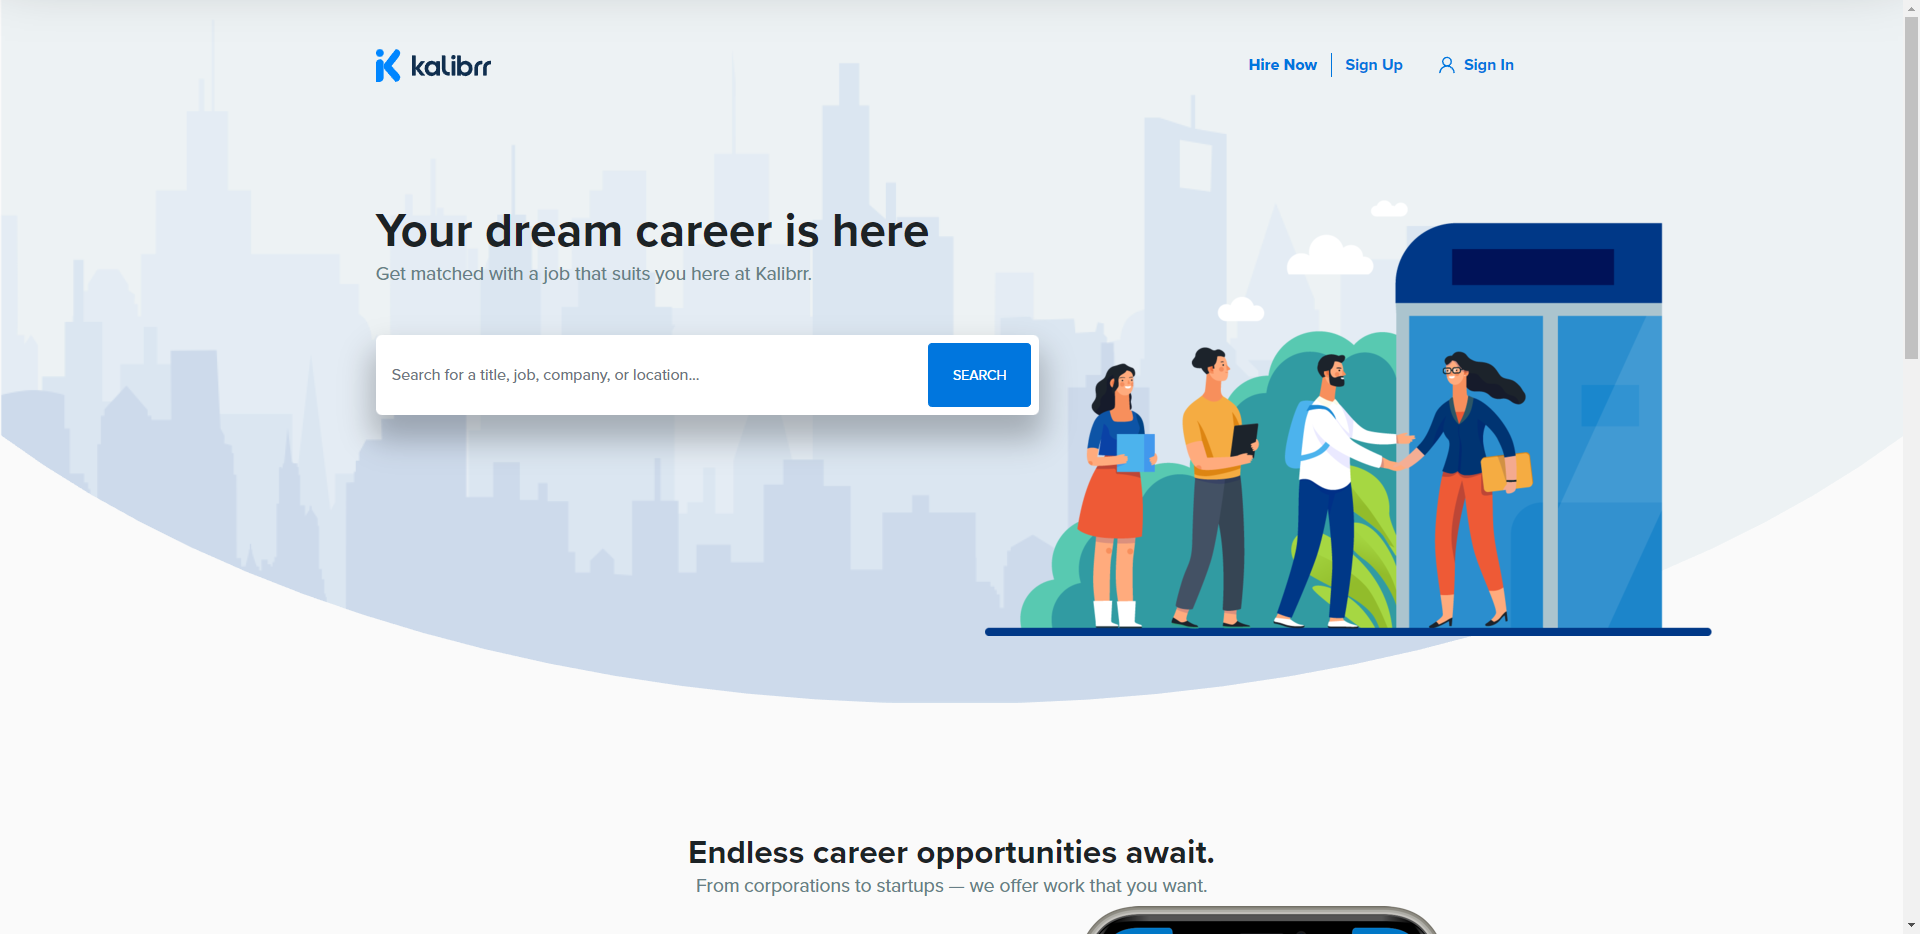 kalibrr
Hire Now
Sign Up
Sign In
Your dream career is here
Get matched with a job that suits you here at Kalibrr.
Search for a title, job, company, or location...
SEARCH
Endless career opportunities await.
From corporations to startups — we offer work that you want.